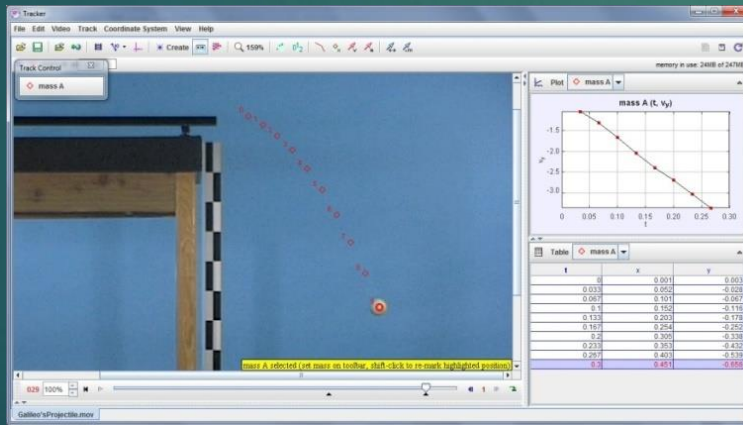 Tracker
File Edit Video Track Coordinate System View Help
Create 159%
memory in use: 24MB of 247MB
Track Control
mass A
Plot mass A
mass A (t, vy)
-1.5
-2.0
-2.5
-3.0
vy
0 0.05 0.10 0.15 0.20 0.25 0.30
t
Table mass A
t x y
0 0.001 0.003
0.033 0.052 -0.028
0.067 0.101 -0.067
0.1 0.152 -0.116
0.133 0.203 -0.179
0.167 0.254 -0.252
0.2 0.305 -0.338
0.233 0.353 -0.432
0.267 0.403 -0.539
0.3 0.451
mass A selected (set mass on toolbar, shift-click to re-mark highlighted position)
029 100% 1
Galileo'sProjectile.mov